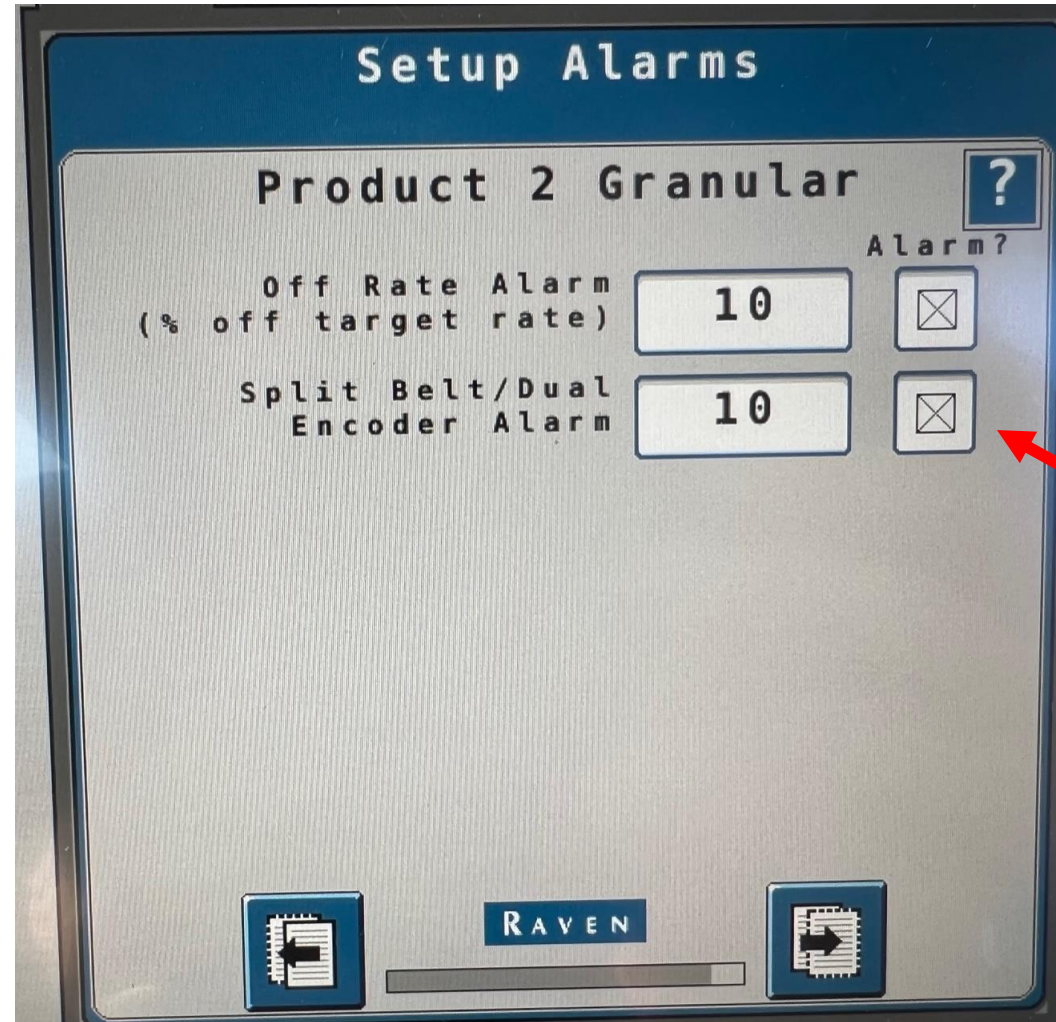 Setup Alarms
Product 2 Granular
?
Alarm?
Off Rate Alarm
(% off target rate)
10
Split Belt/Dual
Encoder Alarm
10
RAVEN